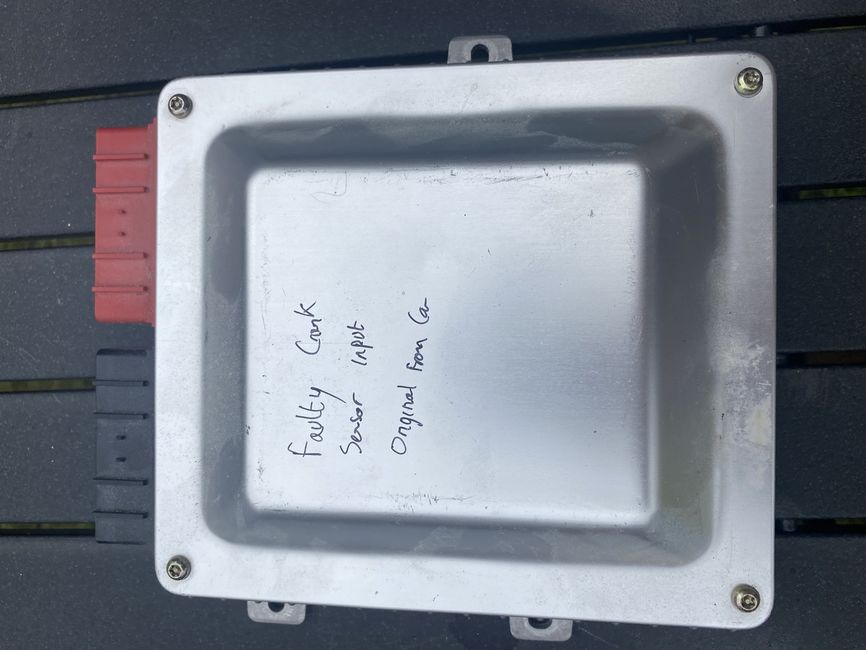 Faulty Crank
Sensor input
Original from Car